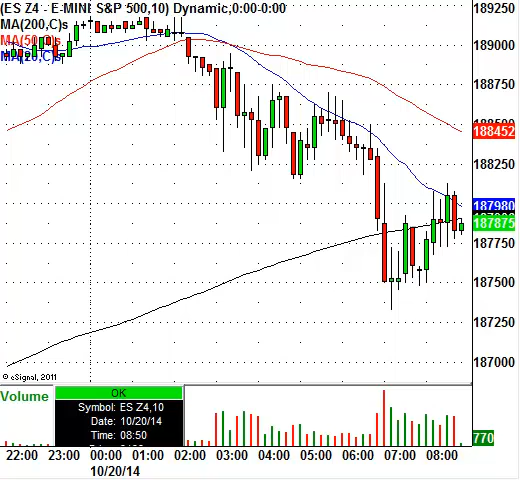 (ES Z4 - E-MINI S&P 500,10) Dynamic,0:00-0:00
MA(200,C)s
MA(50,C)s
MA(20,C)s
189250
189000
188750
188452
188250
187980
187875
187750
187500
187250
187000
© eSignal, 2011
Volume
OK
Symbol: ES Z4,10
Date: 10/20/14
Time: 08:50
770
22:00 23:00 00:00 01:00 02:00 03:00 04:00 05:00 06:00 07:00 08:00
10/20/14